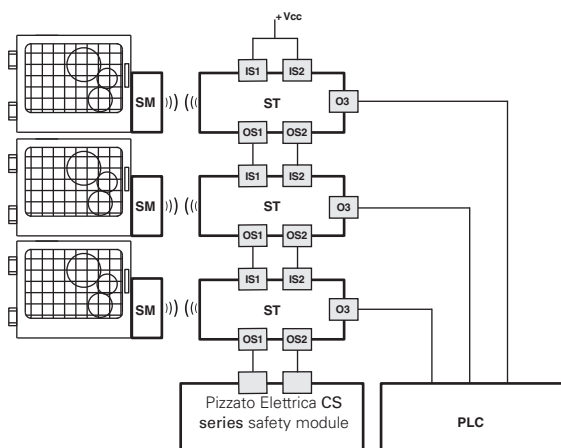 +Vcc
IS1 IS2
SM ST O3
OS1 OS2
IS1 IS2
SM ST O3
OS1 OS2
IS1 IS2
SM ST O3
OS1 OS2
Pizzato Elettrica CS
series safety module
PLC